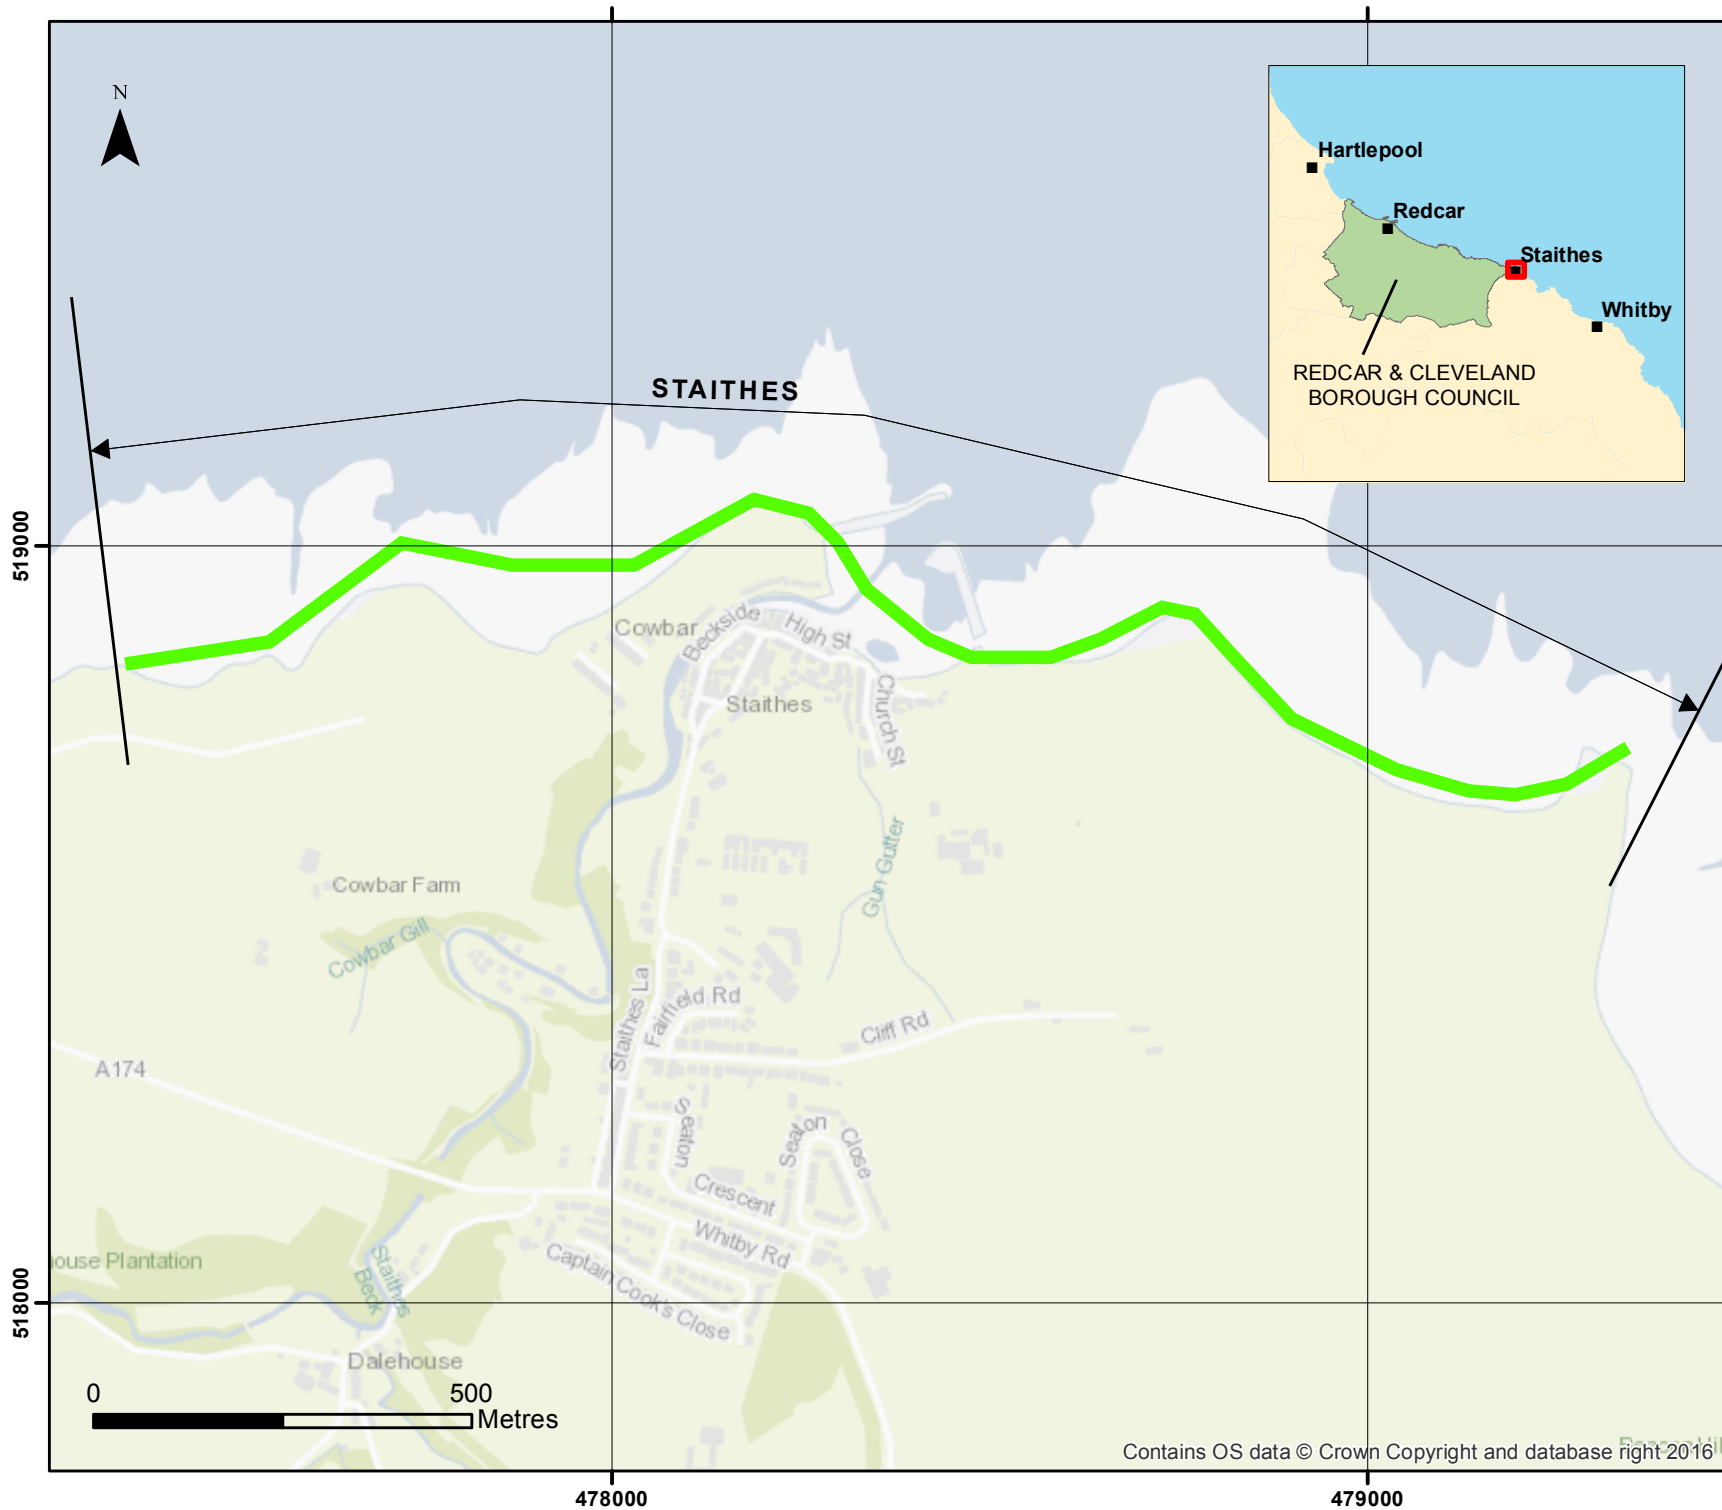 N
Hartlepool
Redcar
Staithes
Whitby
REDCAR & CLEVELAND
BOROUGH COUNCIL
STAITHES
519000
Cowbar
Beckside
High St
Staithes
Church St
Cowbar Farm
Cowbar Gill
Gun Gutter
Staithes La
Fairfield Rd
Cliff Rd
A174
Seaton
Crescent
Seaton
Close
Whitby Rd
Captain Cook's Close
ouse Plantation
Staithes
Beck
518000
Dalehouse
0 500
Metres
Contains OS data © Crown Copyright and database right 2016
478000 479000